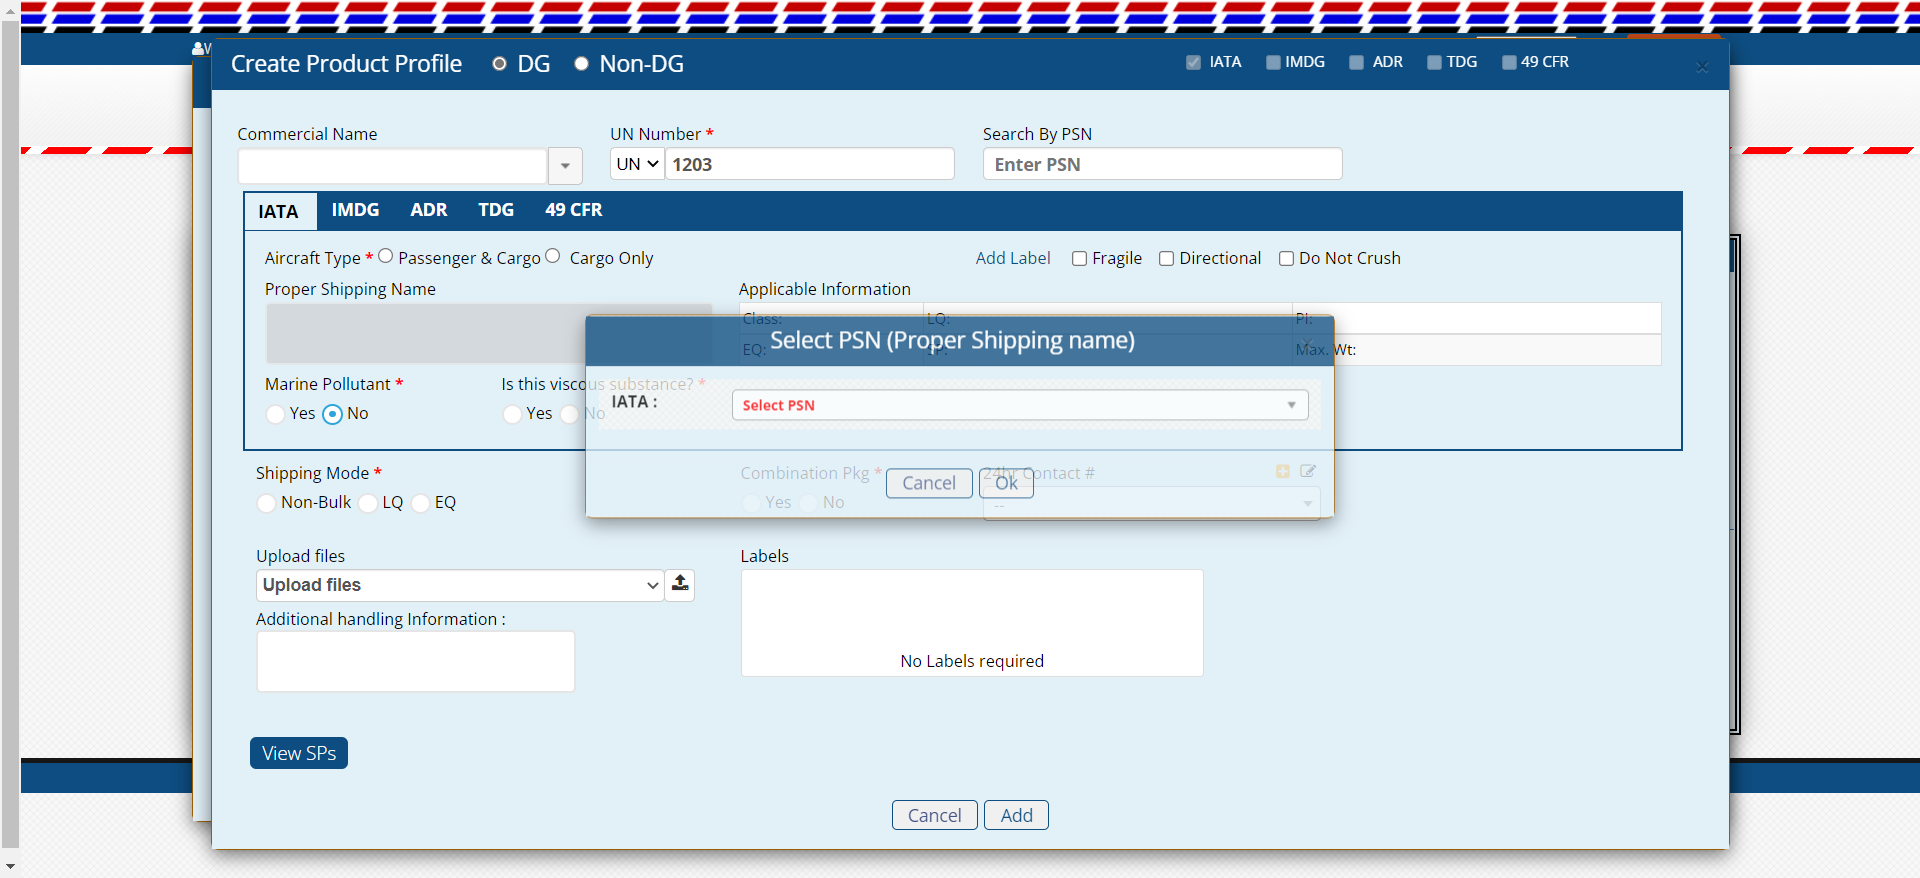 W
Create Product Profile DG Non-DG IATA IMDG ADR TDG 49 CFR
Commercial Name UN Number * Search By PSN
UN 1203 Enter PSN
IATA IMDG ADR TDG 49 CFR
Aircraft Type * Passenger & Cargo Cargo Only Add Label Fragile Directional Do Not Crush
Proper Shipping Name Applicable Information
Class: LQ: PI:
Select PSN (Proper Shipping name)
EQ: Max. Wt:
Marine Pollutant * Is this viscous substance? *
IATA : Select PSN
Yes No Yes No
Shipping Mode * Combination Pkg * 24hr Contact #
Cancel Ok
Non-Bulk LQ EQ Yes No --
Upload files Labels
Upload files
Additional handling Information :
No Labels required
View SPs
Cancel Add